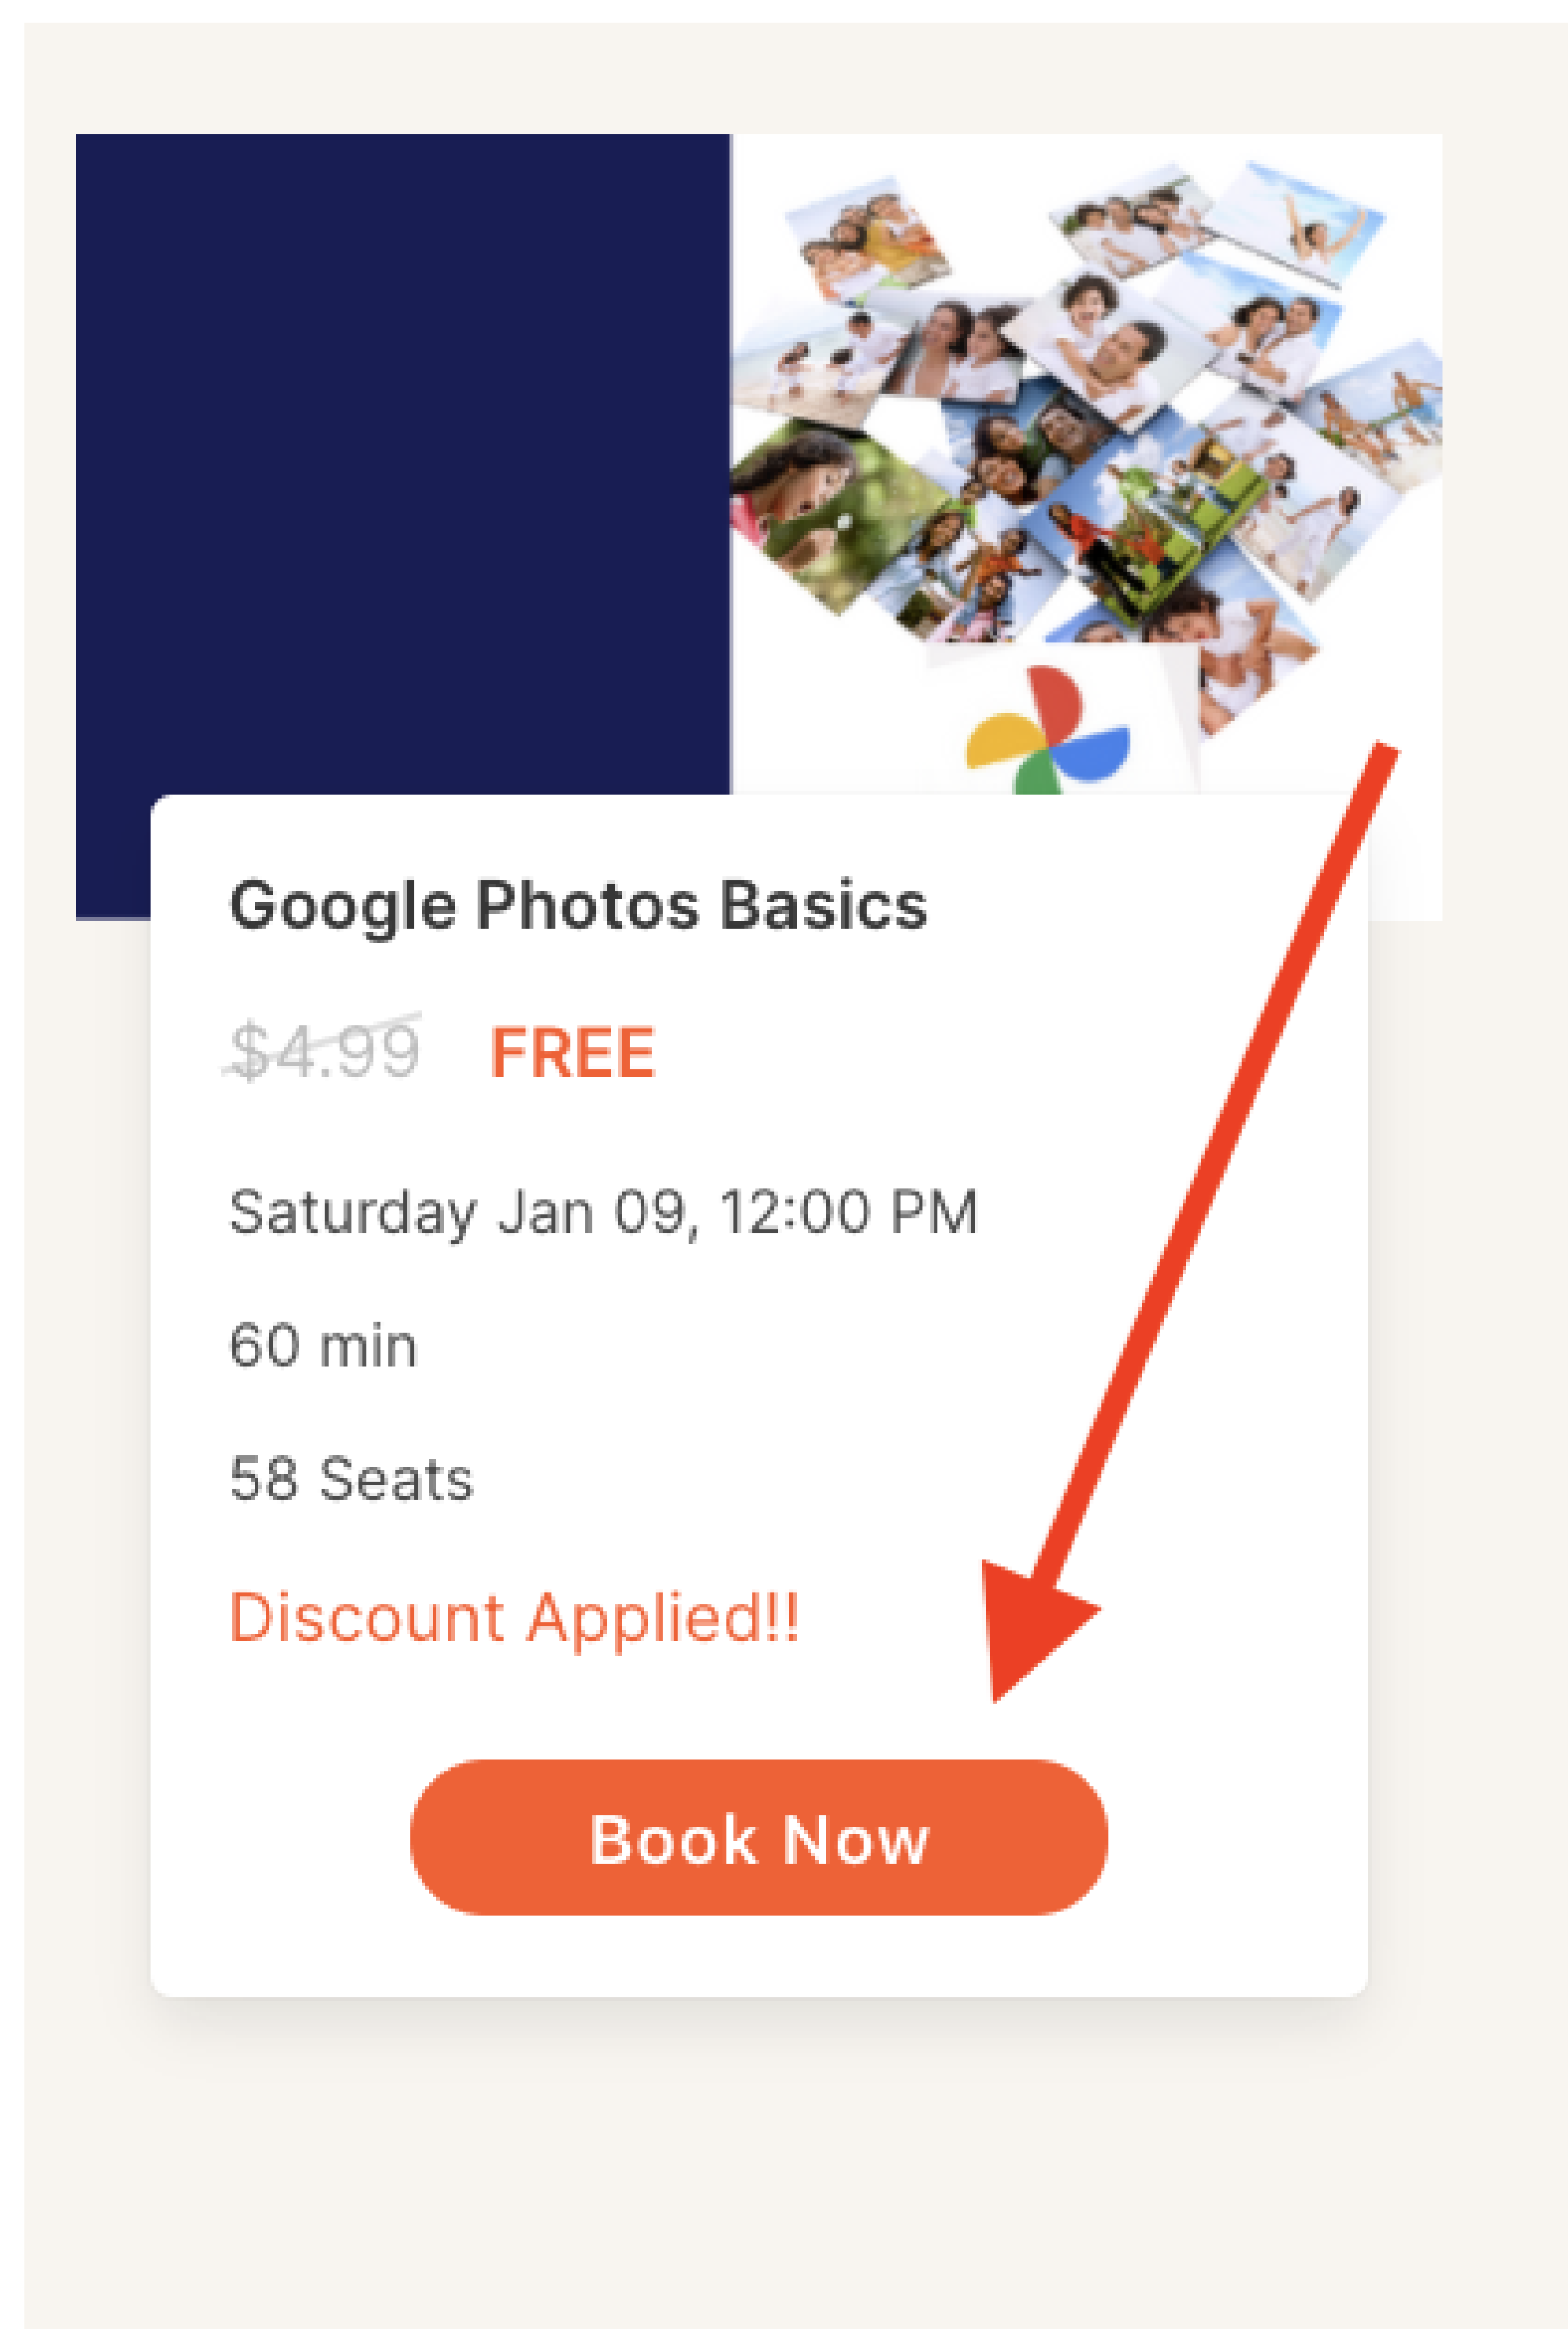 Google Photos Basics
$4.99 FREE
Saturday Jan 09, 12:00 PM
60 min
58 Seats
Discount Applied!!
Book Now